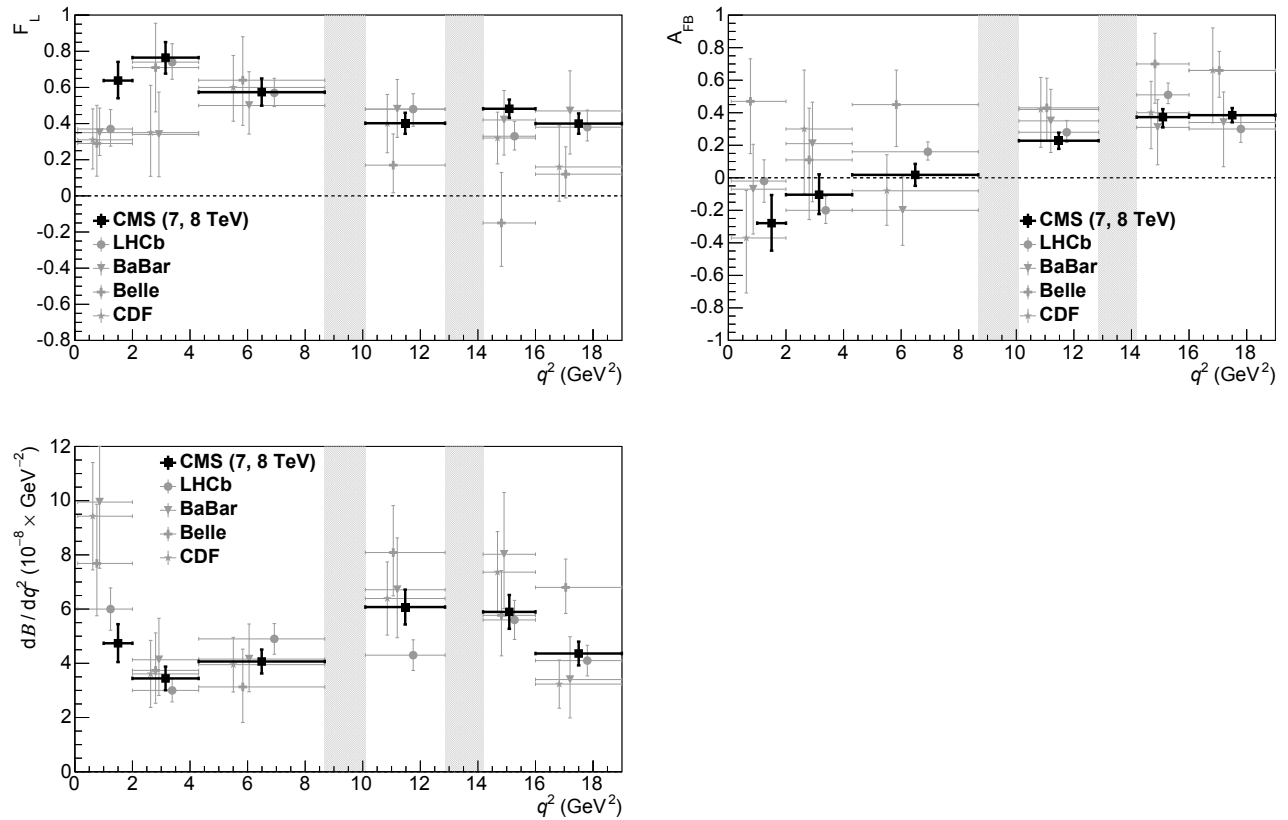 F_L
1
0.8
0.6
0.4
0.2
0
-0.2
-0.4
-0.6
-0.8
CMS (7, 8 TeV)
LHCb
BaBar
Belle
CDF
0 2 4 6 8 10 12 14 16 18
q² (GeV²)
A_FB
1
0.8
0.6
0.4
0.2
0
-0.2
-0.4
-0.6
-0.8
-1
CMS (7, 8 TeV)
LHCb
BaBar
Belle
CDF
0 2 4 6 8 10 12 14 16 18
q² (GeV²)
dB / dq² (10⁻⁸ × GeV⁻²)
12
10
8
6
4
2
0
CMS (7, 8 TeV)
LHCb
BaBar
Belle
CDF
0 2 4 6 8 10 12 14 16 18
q² (GeV²)